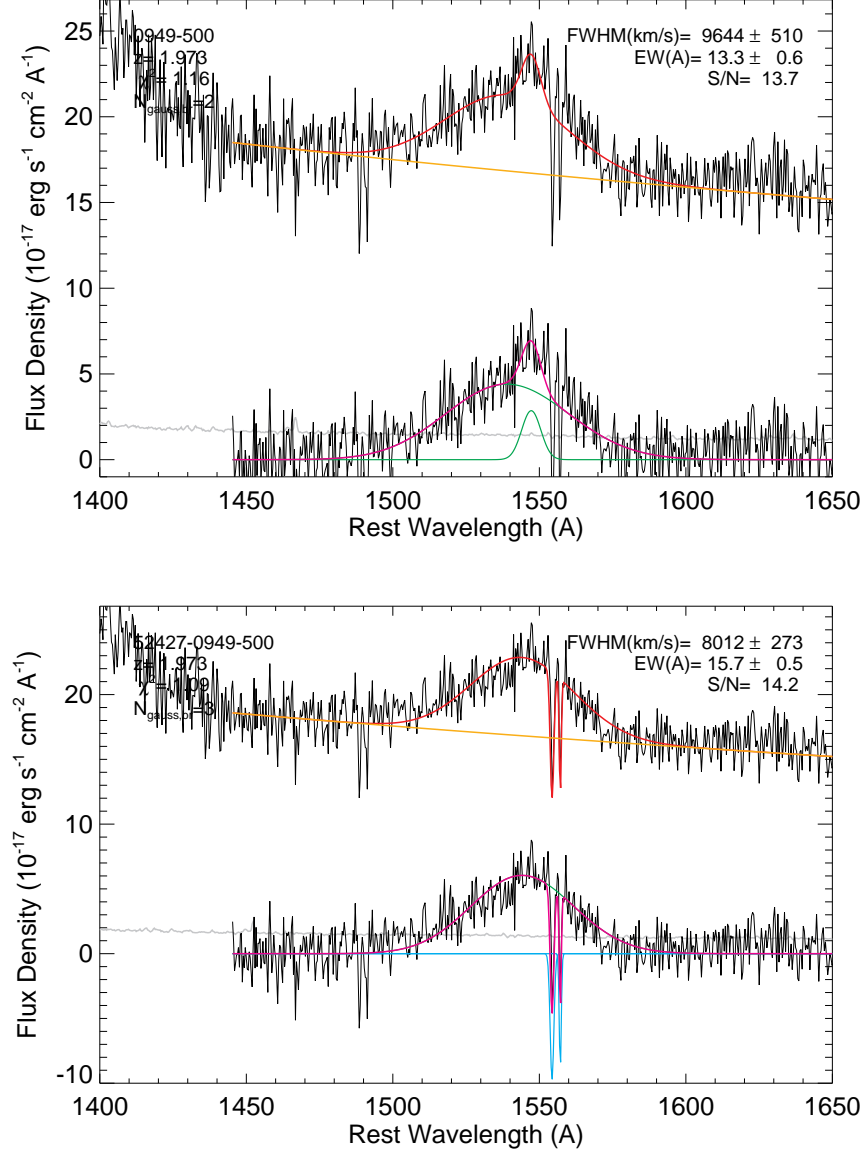 0949-500
z= 1.973
χ²= 1.16
N_gauss,br=2
FWHM(km/s)= 9644 ± 510
EW(A)= 13.3 ± 0.6
S/N= 13.7
Flux Density (10⁻¹⁷ erg s⁻¹ cm⁻² A⁻¹)
25
20
15
10
5
0
1400 1450 1500 1550 1600 1650
Rest Wavelength (A)
52427-0949-500
z= 1.973
χ²= 1.09
N_gauss,br=3
FWHM(km/s)= 8012 ± 273
EW(A)= 15.7 ± 0.5
S/N= 14.2
Flux Density (10⁻¹⁷ erg s⁻¹ cm⁻² A⁻¹)
20
10
0
-10
1400 1450 1500 1550 1600 1650
Rest Wavelength (A)